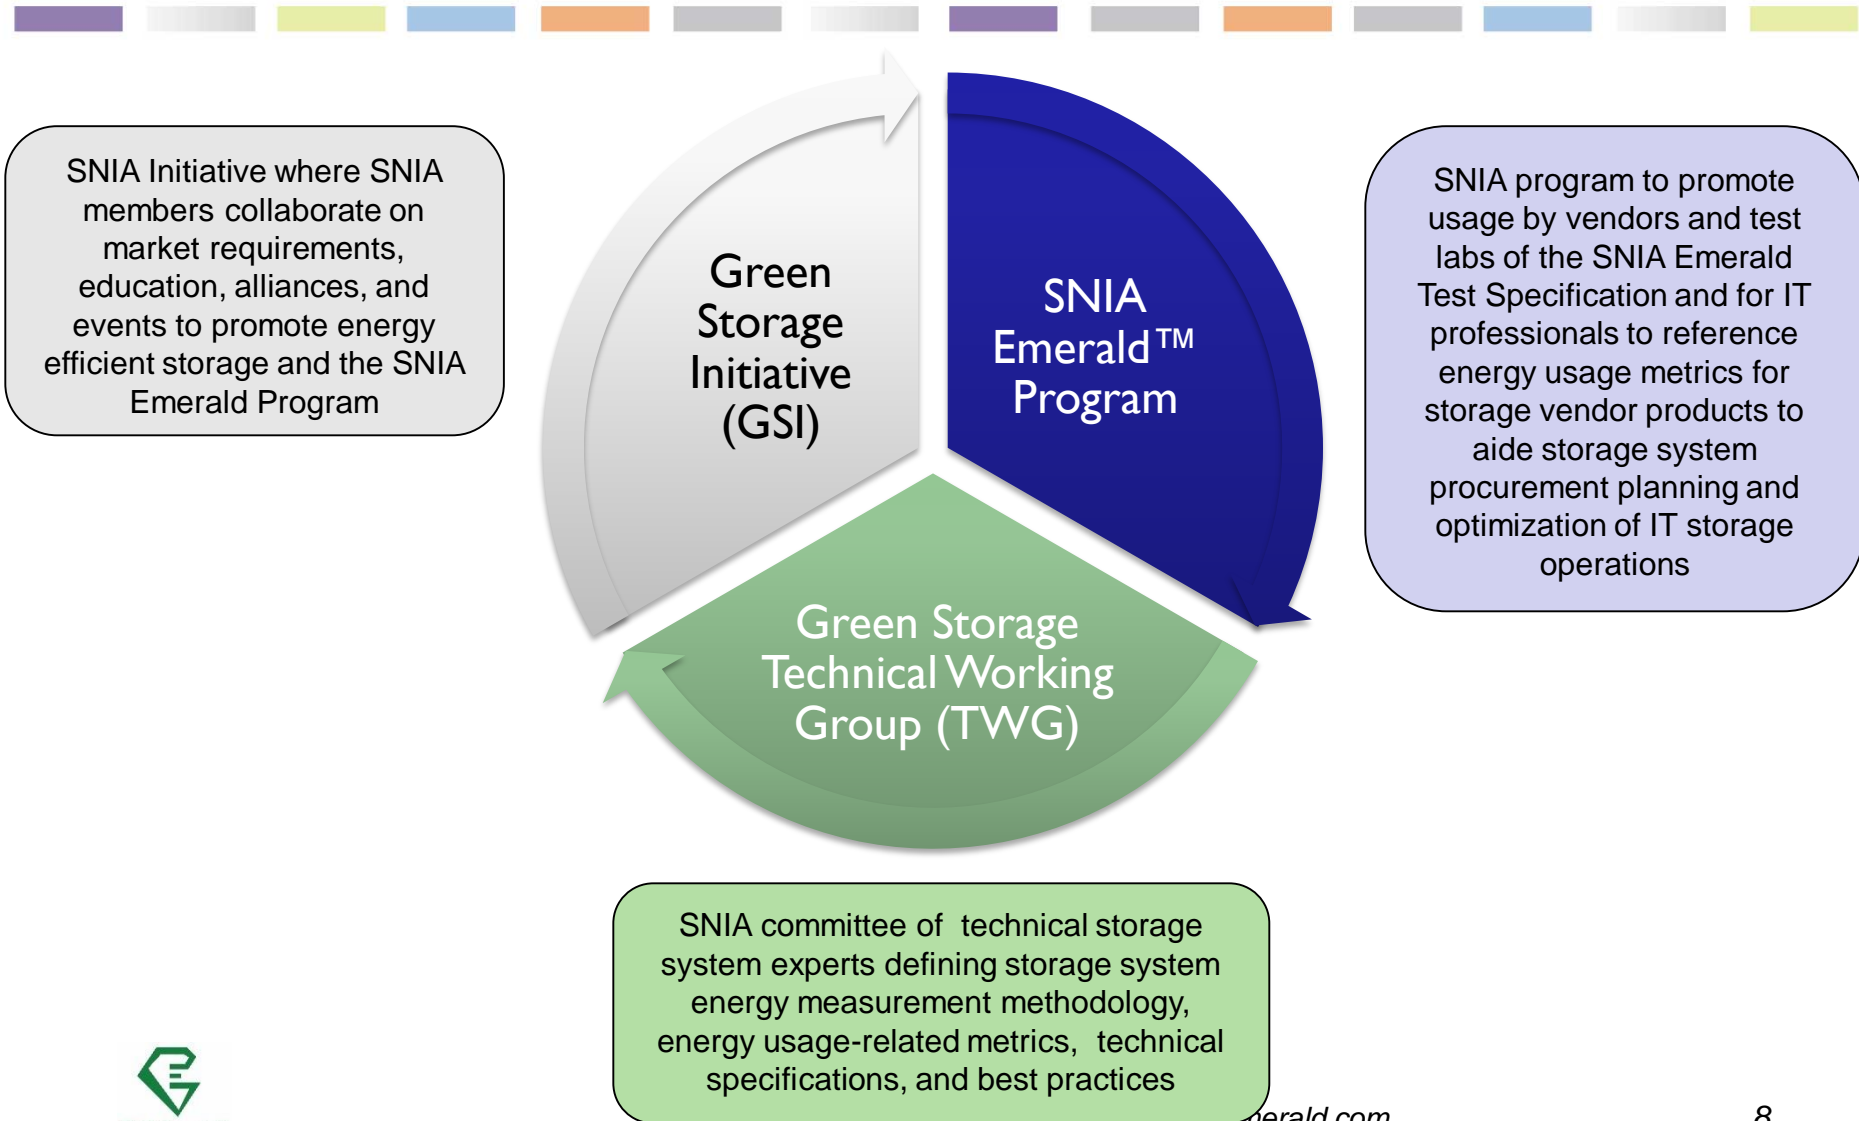 SNIA Initiative where SNIA
members collaborate on
market requirements,
education, alliances, and
events to promote energy
efficient storage and the SNIA
Emerald Program
Green
Storage
Initiative
(GSI)
SNIA
Emerald™
Program
SNIA program to promote
usage by vendors and test
labs of the SNIA Emerald
Test Specification and for IT
professionals to reference
energy usage metrics for
storage vendor products to
aide storage system
procurement planning and
optimization of IT storage
operations
Green Storage
Technical Working
Group (TWG)
SNIA committee of technical storage
system experts defining storage system
energy measurement methodology,
energy usage-related metrics, technical
specifications, and best practices
8